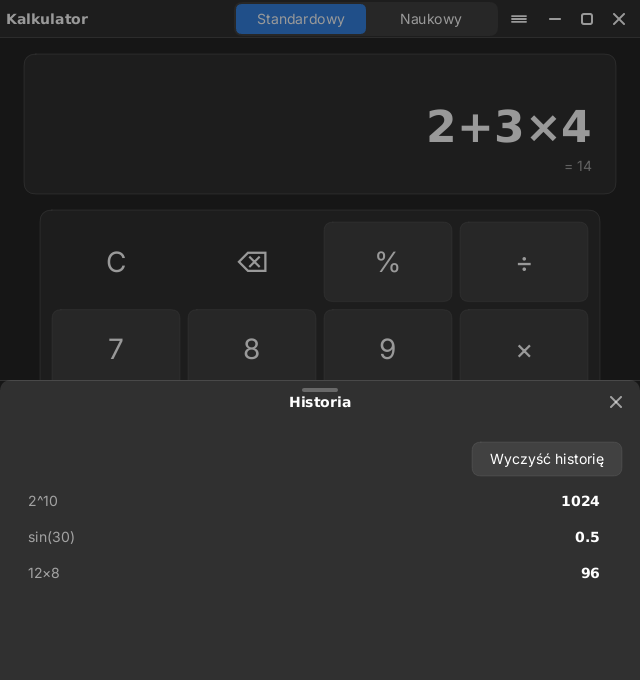 Kalkulator
Standardowy Naukowy
2+3×4
= 14
C % ÷
7 8 9 ×
Historia
Wyczyść historię
2^10 1024
sin(30) 0.5
12×8 96